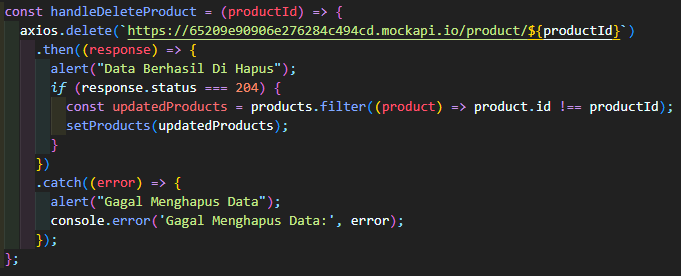 const handleDeleteProduct = (productId) => {
  axios.delete(`https://65209e90906e276284c494cd.mockapi.io/product/${productId}`)
    .then((response) => {
      alert("Data Berhasil Di Hapus");
      if (response.status === 204) {
        const updatedProducts = products.filter((product) => product.id !== productId);
        setProducts(updatedProducts);
      }
    })
    .catch((error) => {
      alert("Gagal Menghapus Data");
      console.error('Gagal Menghapus Data:', error);
    });
};